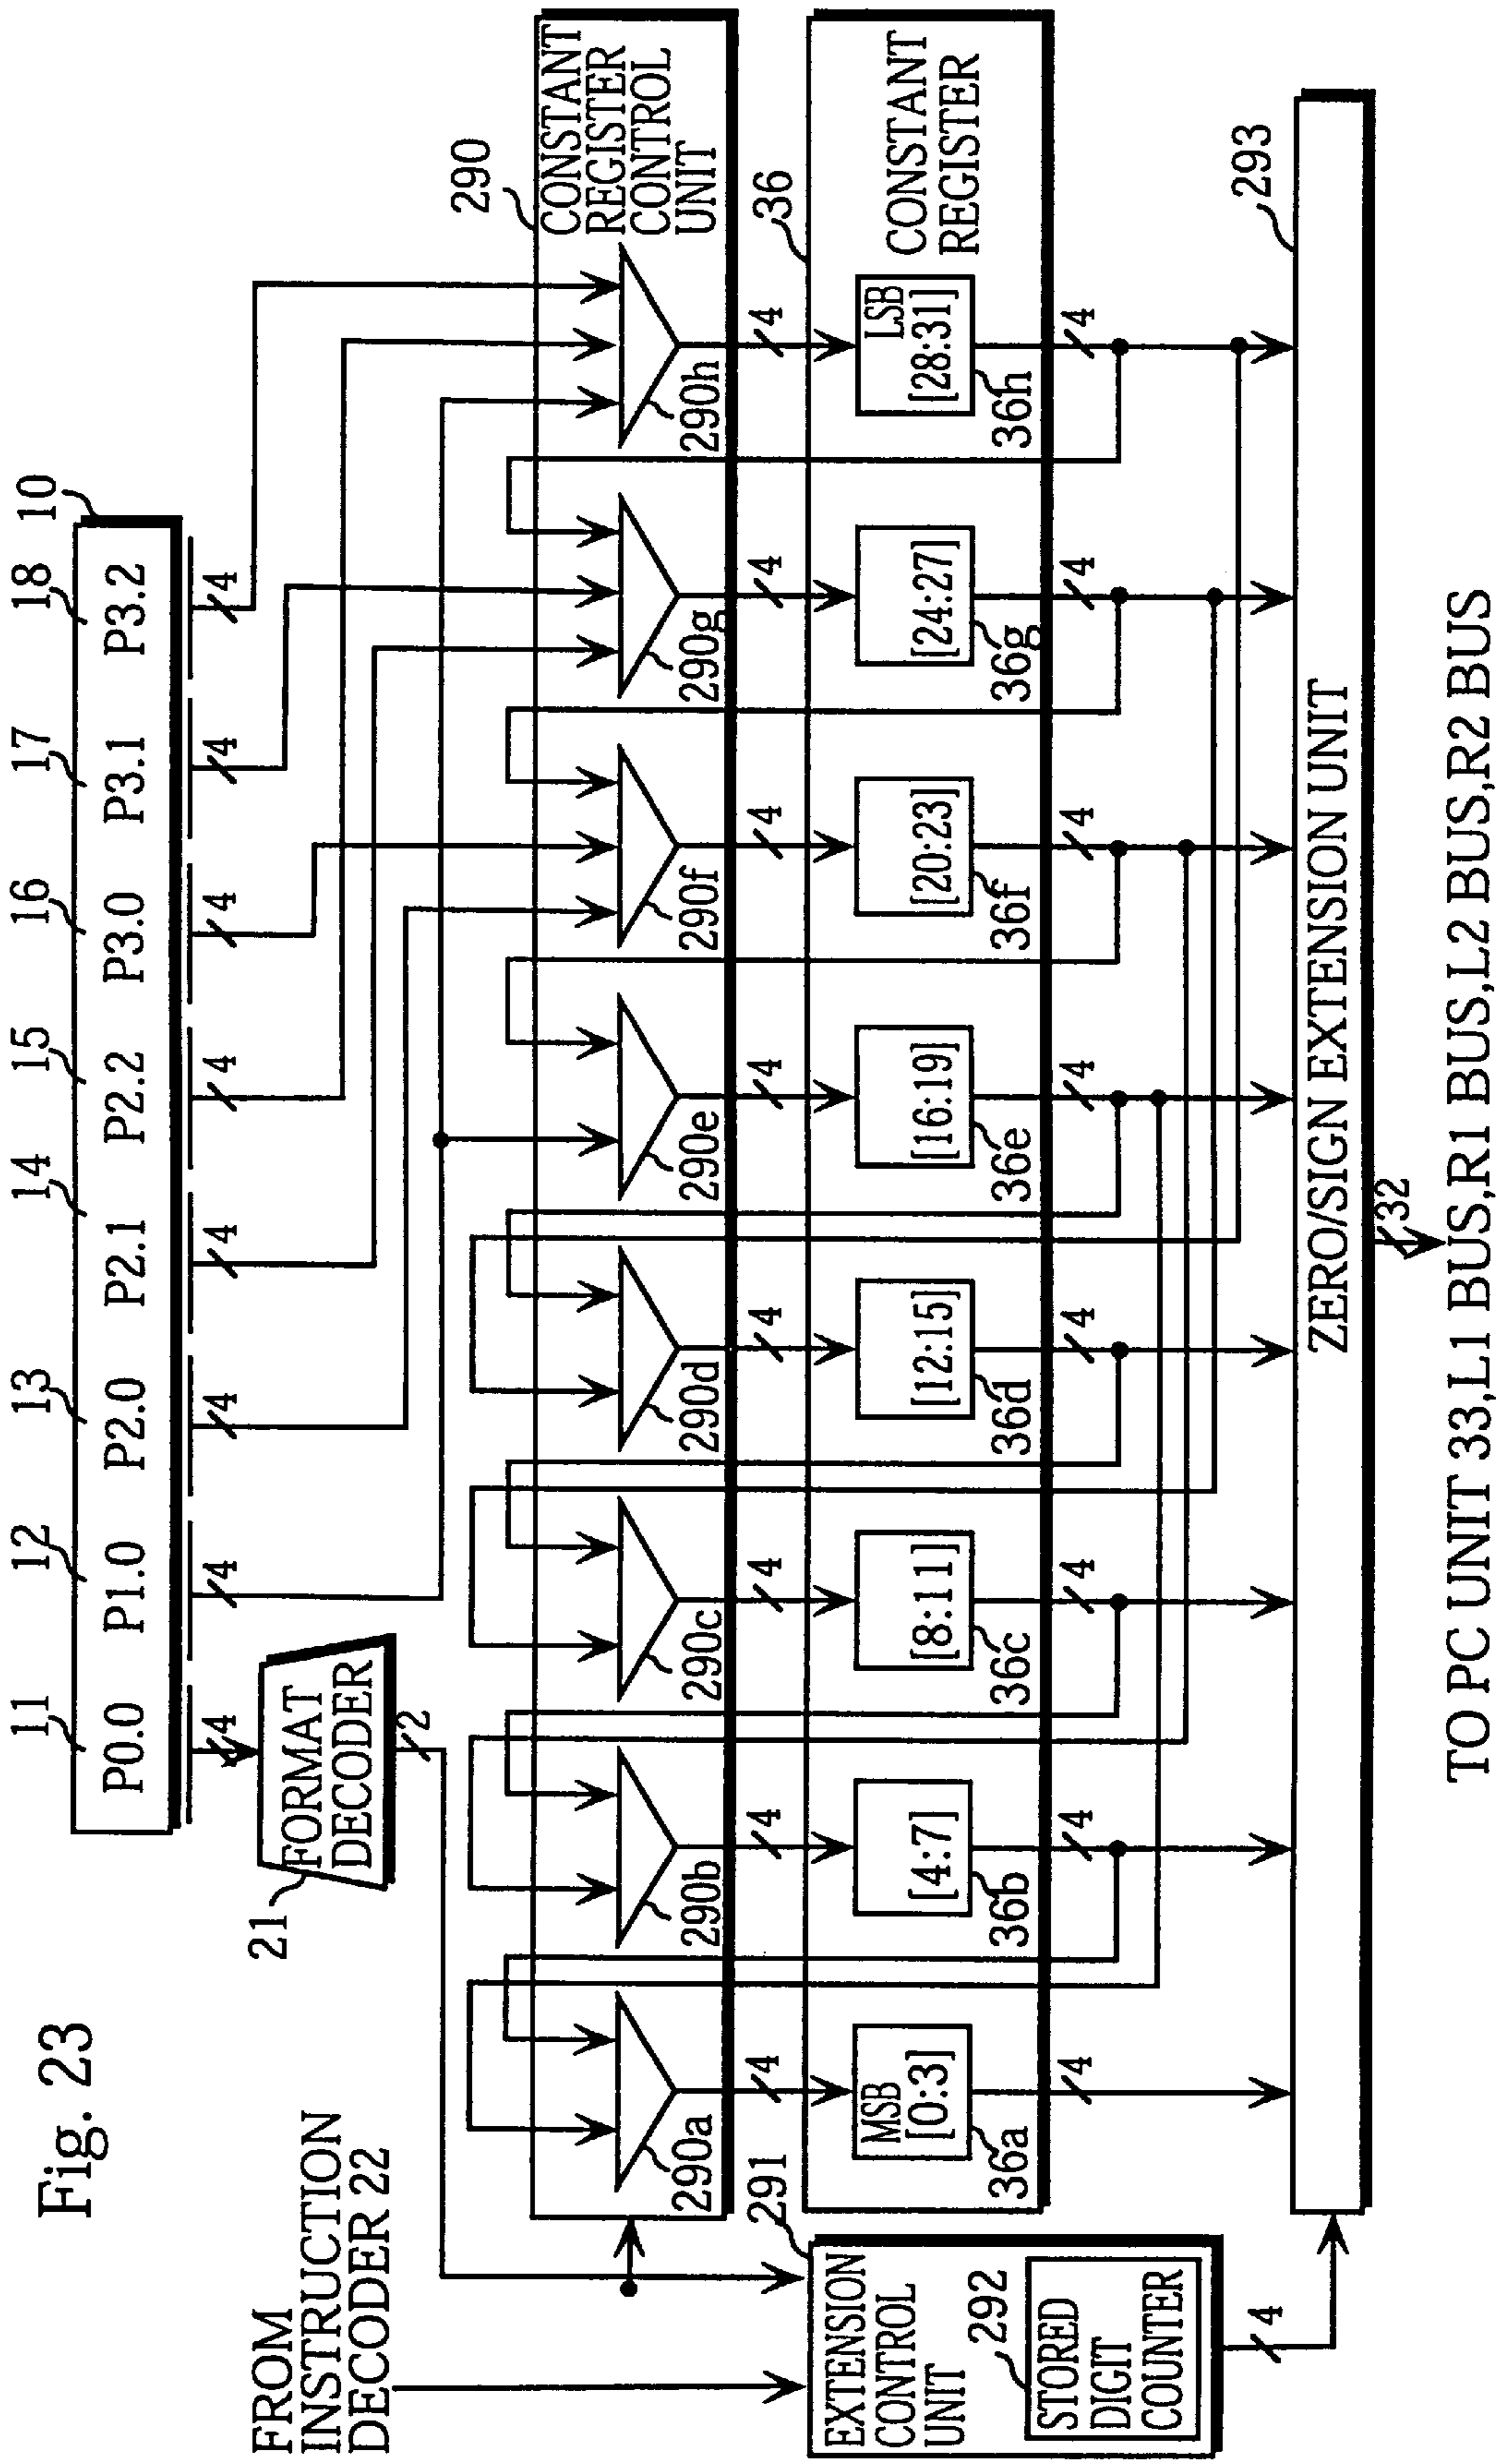 Fig. 23
11 12 13 14 15 16 17 18 10
P0.0 P1.0 P2.0 P2.1 P2.2 P3.0 P3.1 P3.2
4 4 4 4 4 4 4 4
21
FORMAT
DECODER
2
FROM
INSTRUCTION
DECODER 22
290
CONSTANT
REGISTER
CONTROL
UNIT
290a 290b 290c 290d 290e 290f 290g 290h
4 4 4 4 4 4 4 4
291
36
EXTENSION
CONTROL
UNIT
292
STORED
DIGIT
COUNTER
4
MSB
[0:3]
[4:7]
[8:11]
[12:15]
[16:19]
[20:23]
[24:27]
LSB
[28:31]
CONSTANT
REGISTER
36a 36b 36c 36d 36e 36f 36g 36h
4 4 4 4 4 4 4 4
293
ZERO/SIGN EXTENSION UNIT
32
TO PC UNIT 33,L1 BUS,R1 BUS,L2 BUS,R2 BUS